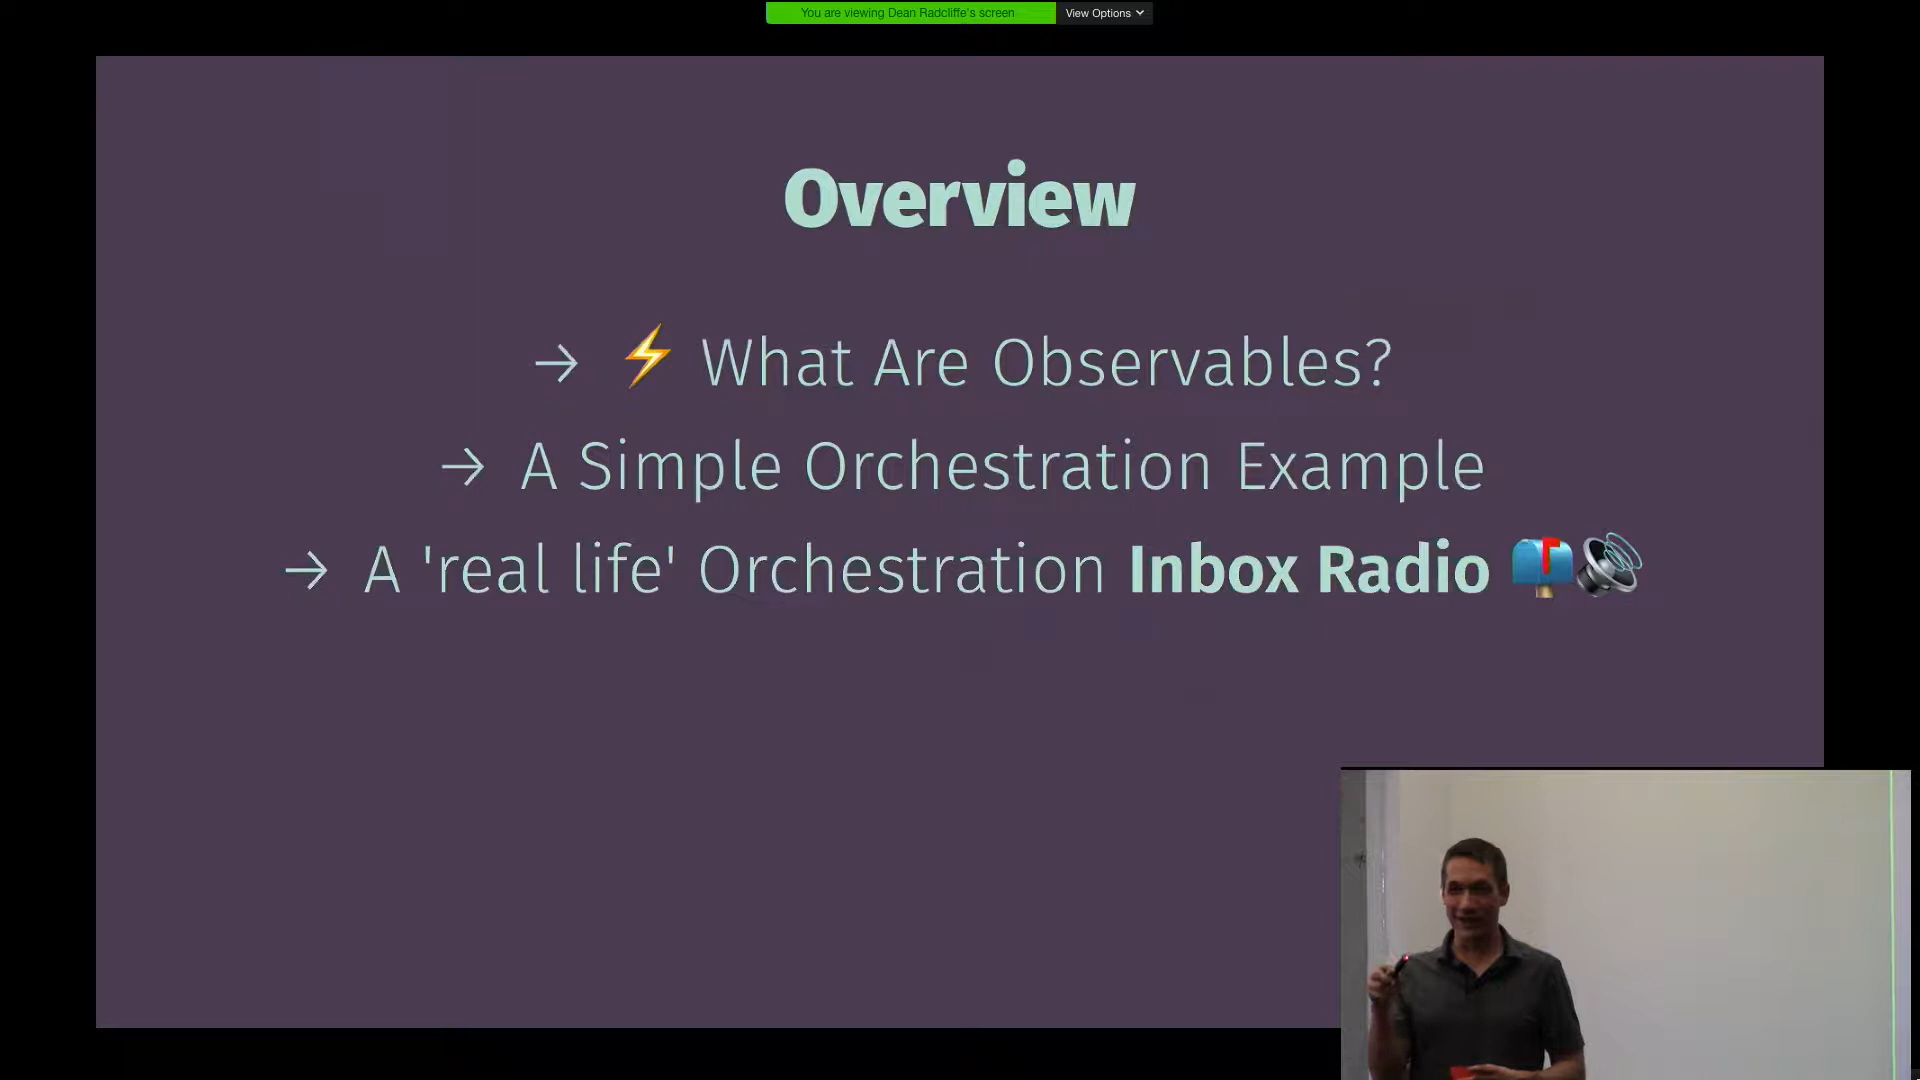 You are viewing Dean Radcliffe's screen View Options
Overview
→ ⚡ What Are Observables?
→ A Simple Orchestration Example
→ A 'real life' Orchestration Inbox Radio 📫🔊